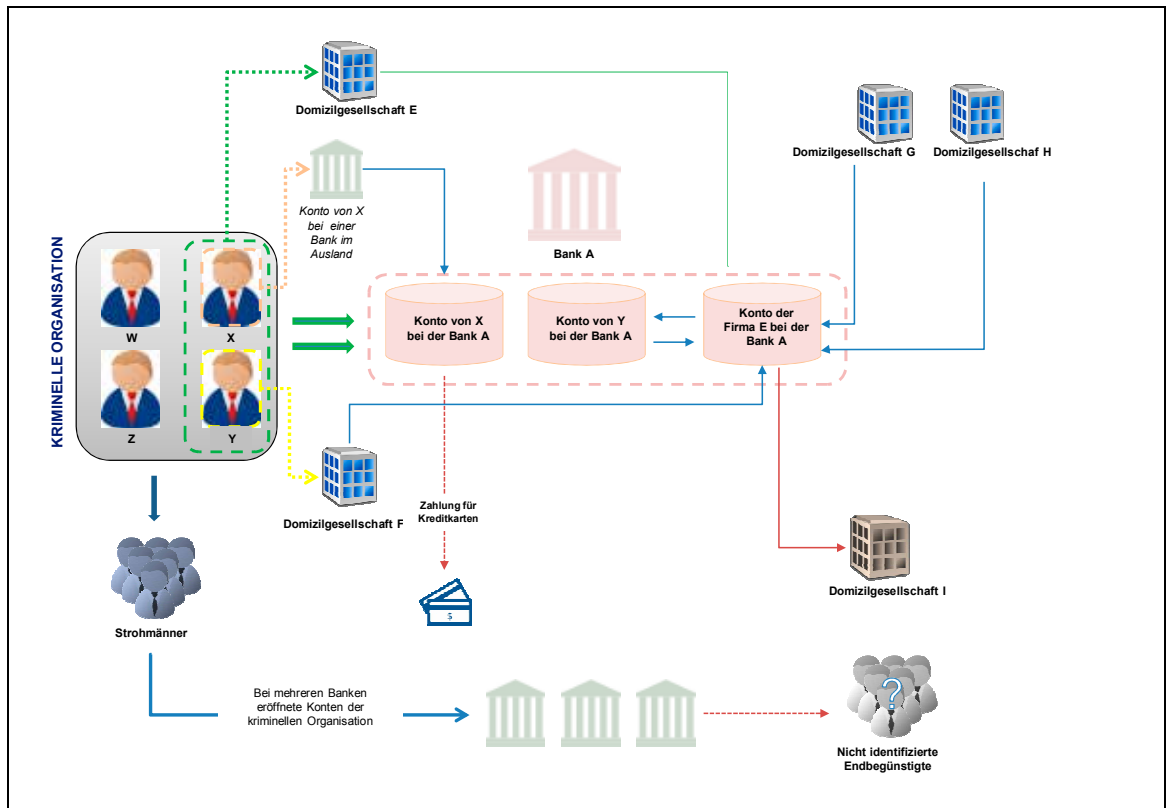 Domizilgesellschaft E
Domizilgesellschaft G
Domizilgesellschaf H
Konto von X
bei einer
Bank im
Ausland
Bank A
KRIMINELLE ORGANISATION
W
X
Z
Y
Konto von X
bei der Bank A
Konto von Y
bei der Bank A
Konto der
Firma E bei der
Bank A
Domizilgesellschaft F
Zahlung für
Kreditkarten
5
Domizilgesellschaft I
Strohmänner
Bei mehreren Banken
eröffnete Konten der
kriminellen Organisation
?
Nicht identifizierte
Endbegünstigte